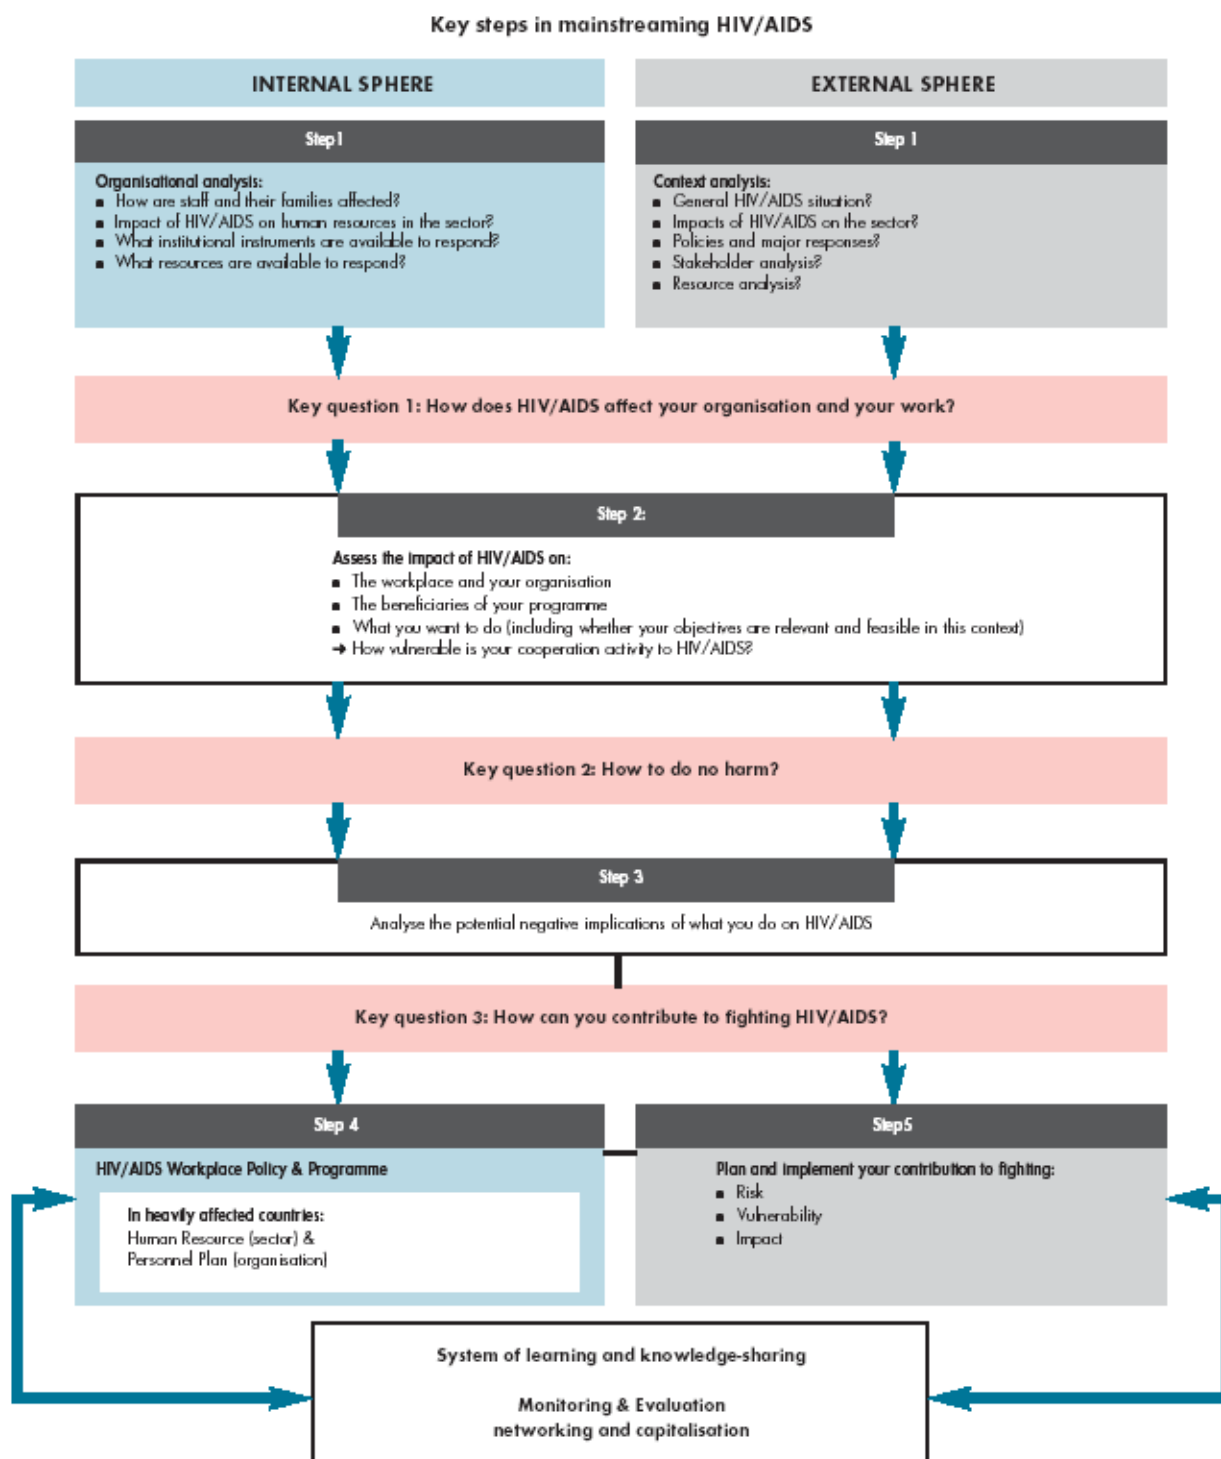 Key steps in mainstreaming HIV/AIDS
INTERNAL SPHERE
Step1
Organisational analysis:
■ How are staff and their families affected?
■ Impact of HIV/AIDS on human resources in the sector?
■ What institutional instruments are available to respond?
■ What resources are available to respond?
EXTERNAL SPHERE
Step 1
Context analysis:
■ General HIV/AIDS situation?
■ Impacts of HIV/AIDS on the sector?
■ Policies and major responses?
■ Stakeholder analysis?
■ Resource analysis?
Key question 1: How does HIV/AIDS affect your organisation and your work?
Step 2:
Assess the impact of HIV/AIDS on:
■ The workplace and your organisation
■ The beneficiaries of your programme
■ What you want to do (including whether your objectives are relevant and feasible in this context)
➔ How vulnerable is your cooperation activity to HIV/AIDS?
Key question 2: How to do no harm?
Step 3
Analyse the potential negative implications of what you do on HIV/AIDS
Key question 3: How can you contribute to fighting HIV/AIDS?
Step 4
HIV/AIDS Workplace Policy & Programme
In heavily affected countries:
Human Resource (sector) &
Personnel Plan (organisation)
Step5
Plan and implement your contribution to fighting:
■ Risk
■ Vulnerability
■ Impact
System of learning and knowledge-sharing
Monitoring & Evaluation
networking and capitalisation